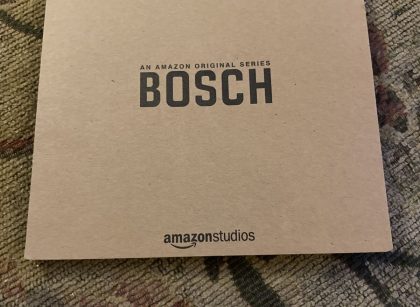 AN AMAZON ORIGINAL SERIES
BOSCH
amazonstudios